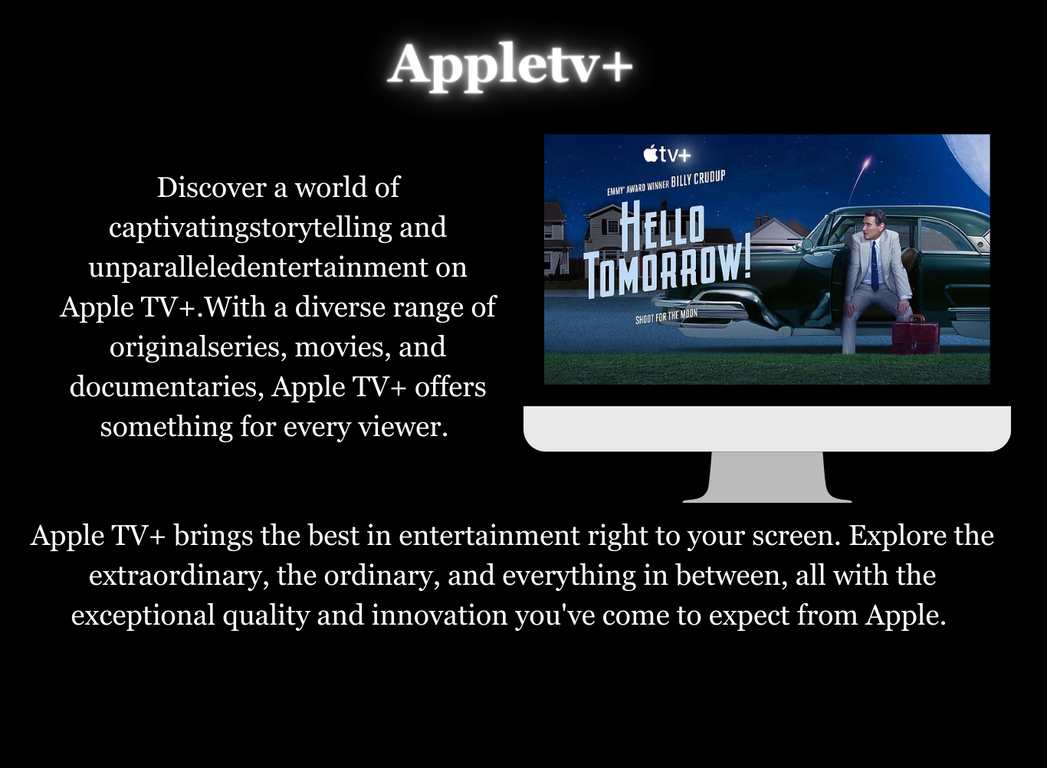 Appletv+
Discover a world of
captivatingstorytelling and
unparalleledentertainment on
Apple TV+.With a diverse range of
originalseries, movies, and
documentaries, Apple TV+ offers
something for every viewer.
tv+
EMMY® AWARD WINNER BILLY CRUDUP
HELLO
TOMORROW!
SHOOT FOR THE MOON
Apple TV+ brings the best in entertainment right to your screen. Explore the
extraordinary, the ordinary, and everything in between, all with the
exceptional quality and innovation you've come to expect from Apple.